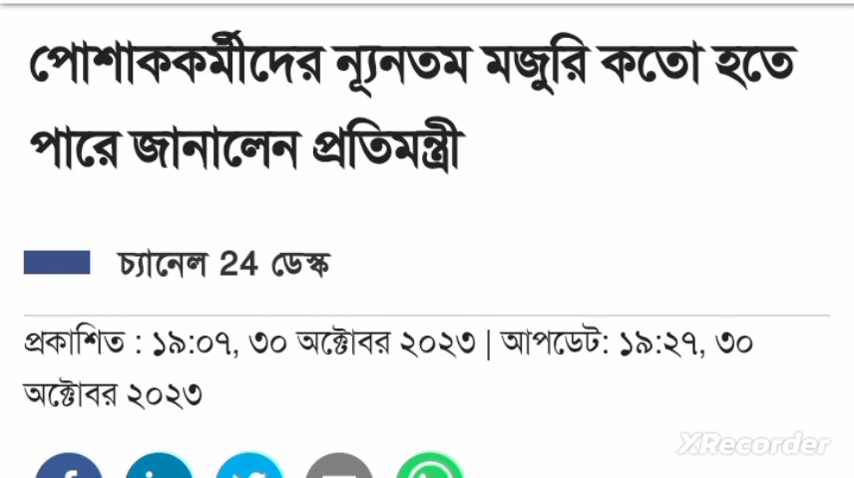 পোশাককর্মীদের ন্যূনতম মজুরি কতো হতে
পারে জানালেন প্রতিমন্ত্রী
চ্যানেল 24 ডেস্ক
প্রকাশিত : ১৯:০৭, ৩০ অক্টোবর ২০২৩ | আপডেট: ১৯:২৭, ৩০
অক্টোবর ২০২৩
XRecorder